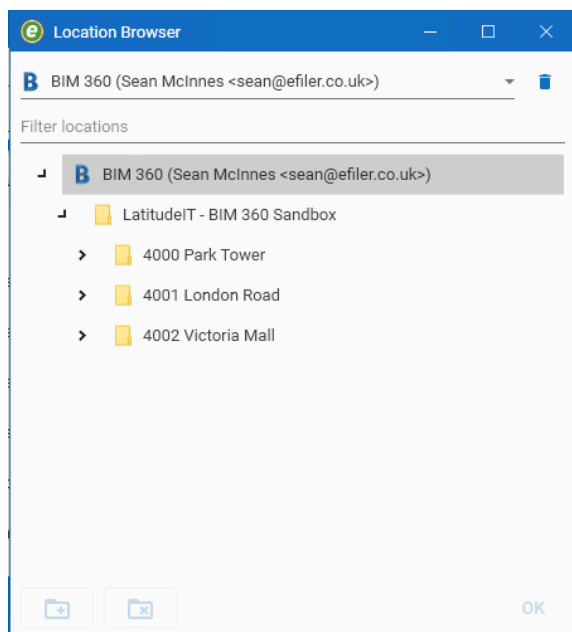 e Location Browser
B BIM 360 (Sean McInnes <sean@efiler.co.uk>)
Filter locations
B BIM 360 (Sean McInnes <sean@efiler.co.uk>)
LatitudeIT - BIM 360 Sandbox
4000 Park Tower
4001 London Road
4002 Victoria Mall
OK